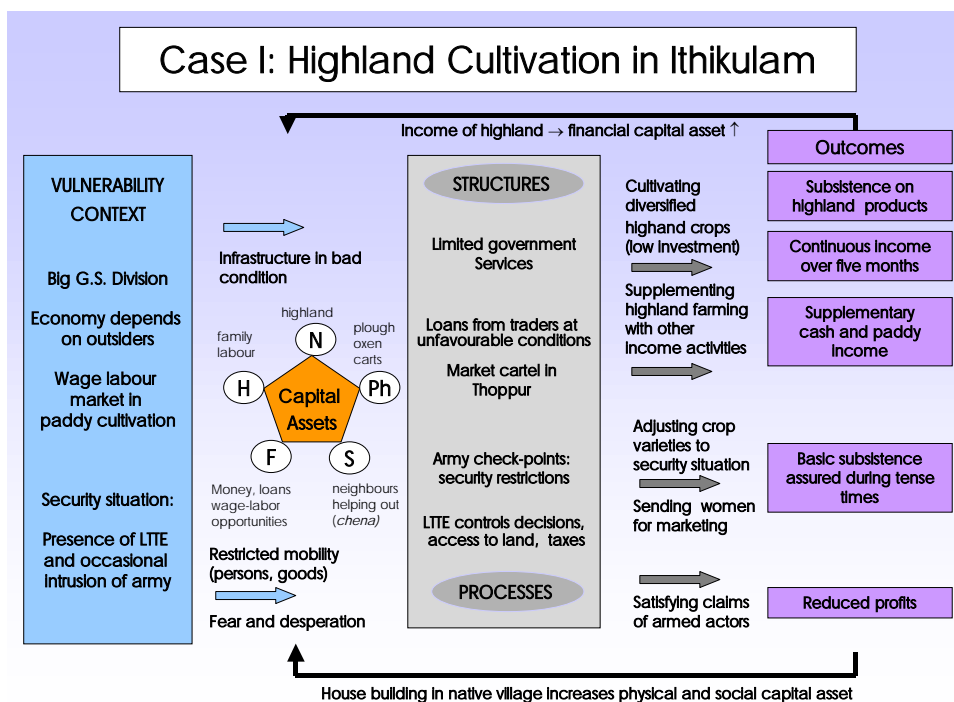 Case I: Highland Cultivation in Ithikulam
Income of highland → financial capital asset ↑
VULNERABILITY
CONTEXT
Big G.S. Division
Economy depends
on outsiders
Wage labour
market in
paddy cultivation
Security situation:
Presence of LTTE
and occasional
intrusion of army
Infrastructure in bad
condition
highland
family
labour
plough
oxen
carts
N
H
Ph
Capital
Assets
F
S
Money, loans
wage-labor
opportunities
neighbours
helping out
(chena)
Restricted mobility
(persons, goods)
Fear and desperation
STRUCTURES
Limited government
Services
Loans from traders at
unfavourable conditions
Market cartel in
Thoppur
Army check-points:
security restrictions
LTTE controls decisions,
access to land, taxes
PROCESSES
Cultivating
diversified
highand crops
(low investment)
Supplementing
highland farming
with other
income activities
Adjusting crop
varieties to
security situation
Sending women
for marketing
Satisfying claims
of armed actors
Outcomes
Subsistence on
highland products
Continuous income
over five months
Supplementary
cash and paddy
income
Basic subsistence
assured during tense
times
Reduced profits
House building in native village increases physical and social capital asset